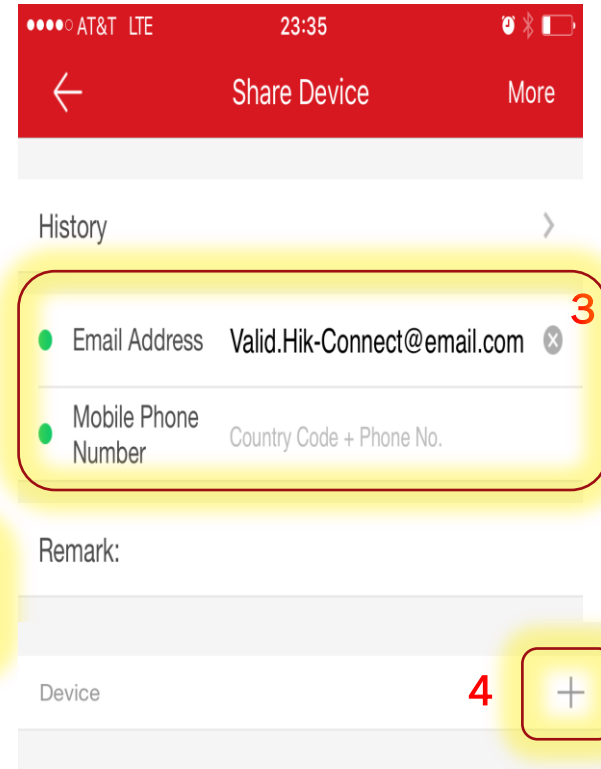 AT&T LTE 23:35
Share Device More
History
3
Email Address Valid.Hik-Connect@email.com
Mobile Phone
Number Country Code + Phone No.
Remark:
Device 4